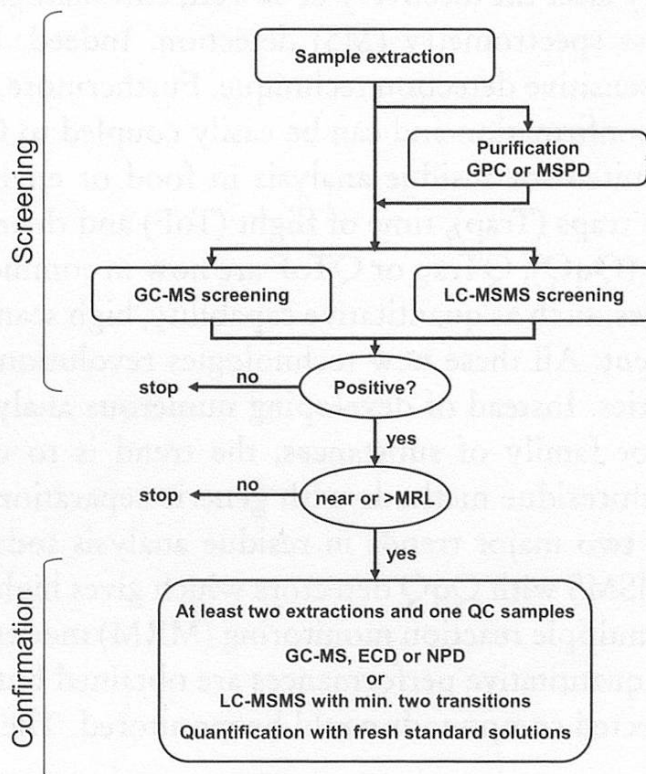 Screening
Sample extraction
Purification
GPC or MSPD
GC-MS screening
LC-MSMS screening
Positive?
no
stop
yes
near or >MRL
no
stop
yes
Confirmation
At least two extractions and one QC samples
GC-MS, ECD or NPD
or
LC-MSMS with min. two transitions
Quantification with fresh standard solutions